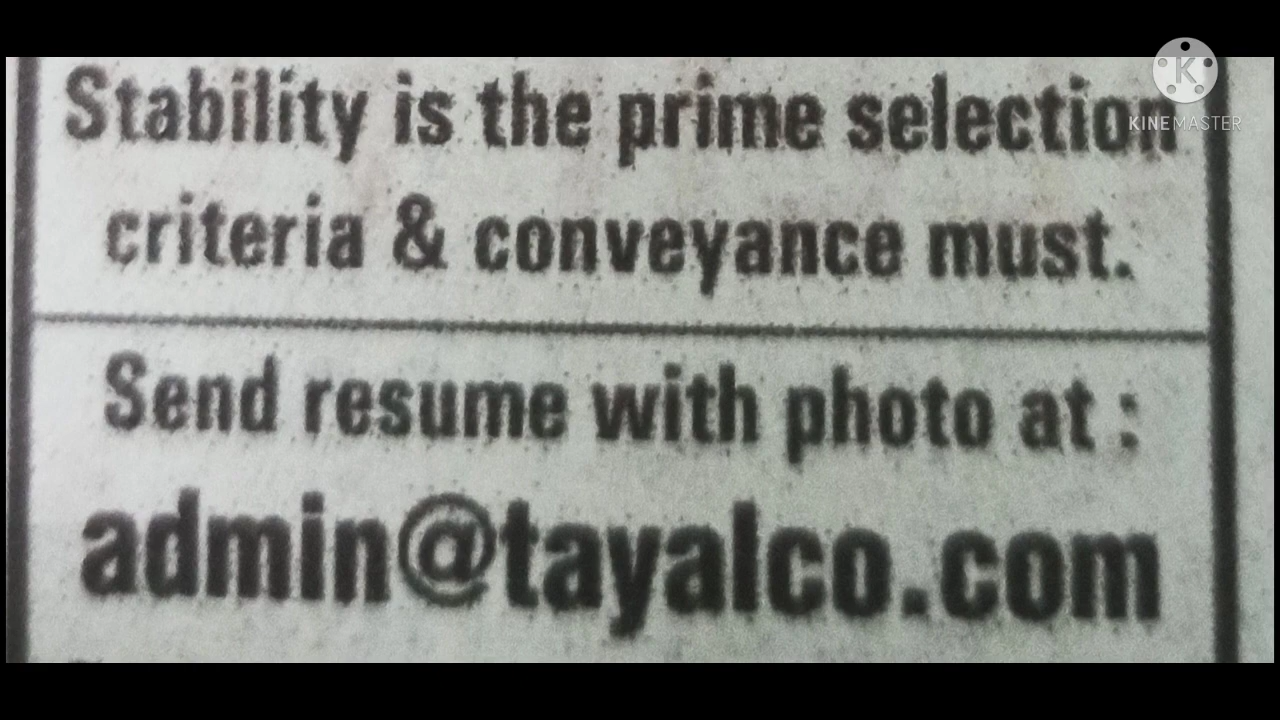 Stability is the prime selection
criteria & conveyance must.
Send resume with photo at :
admin@tayalco.com
K
KINEMASTER